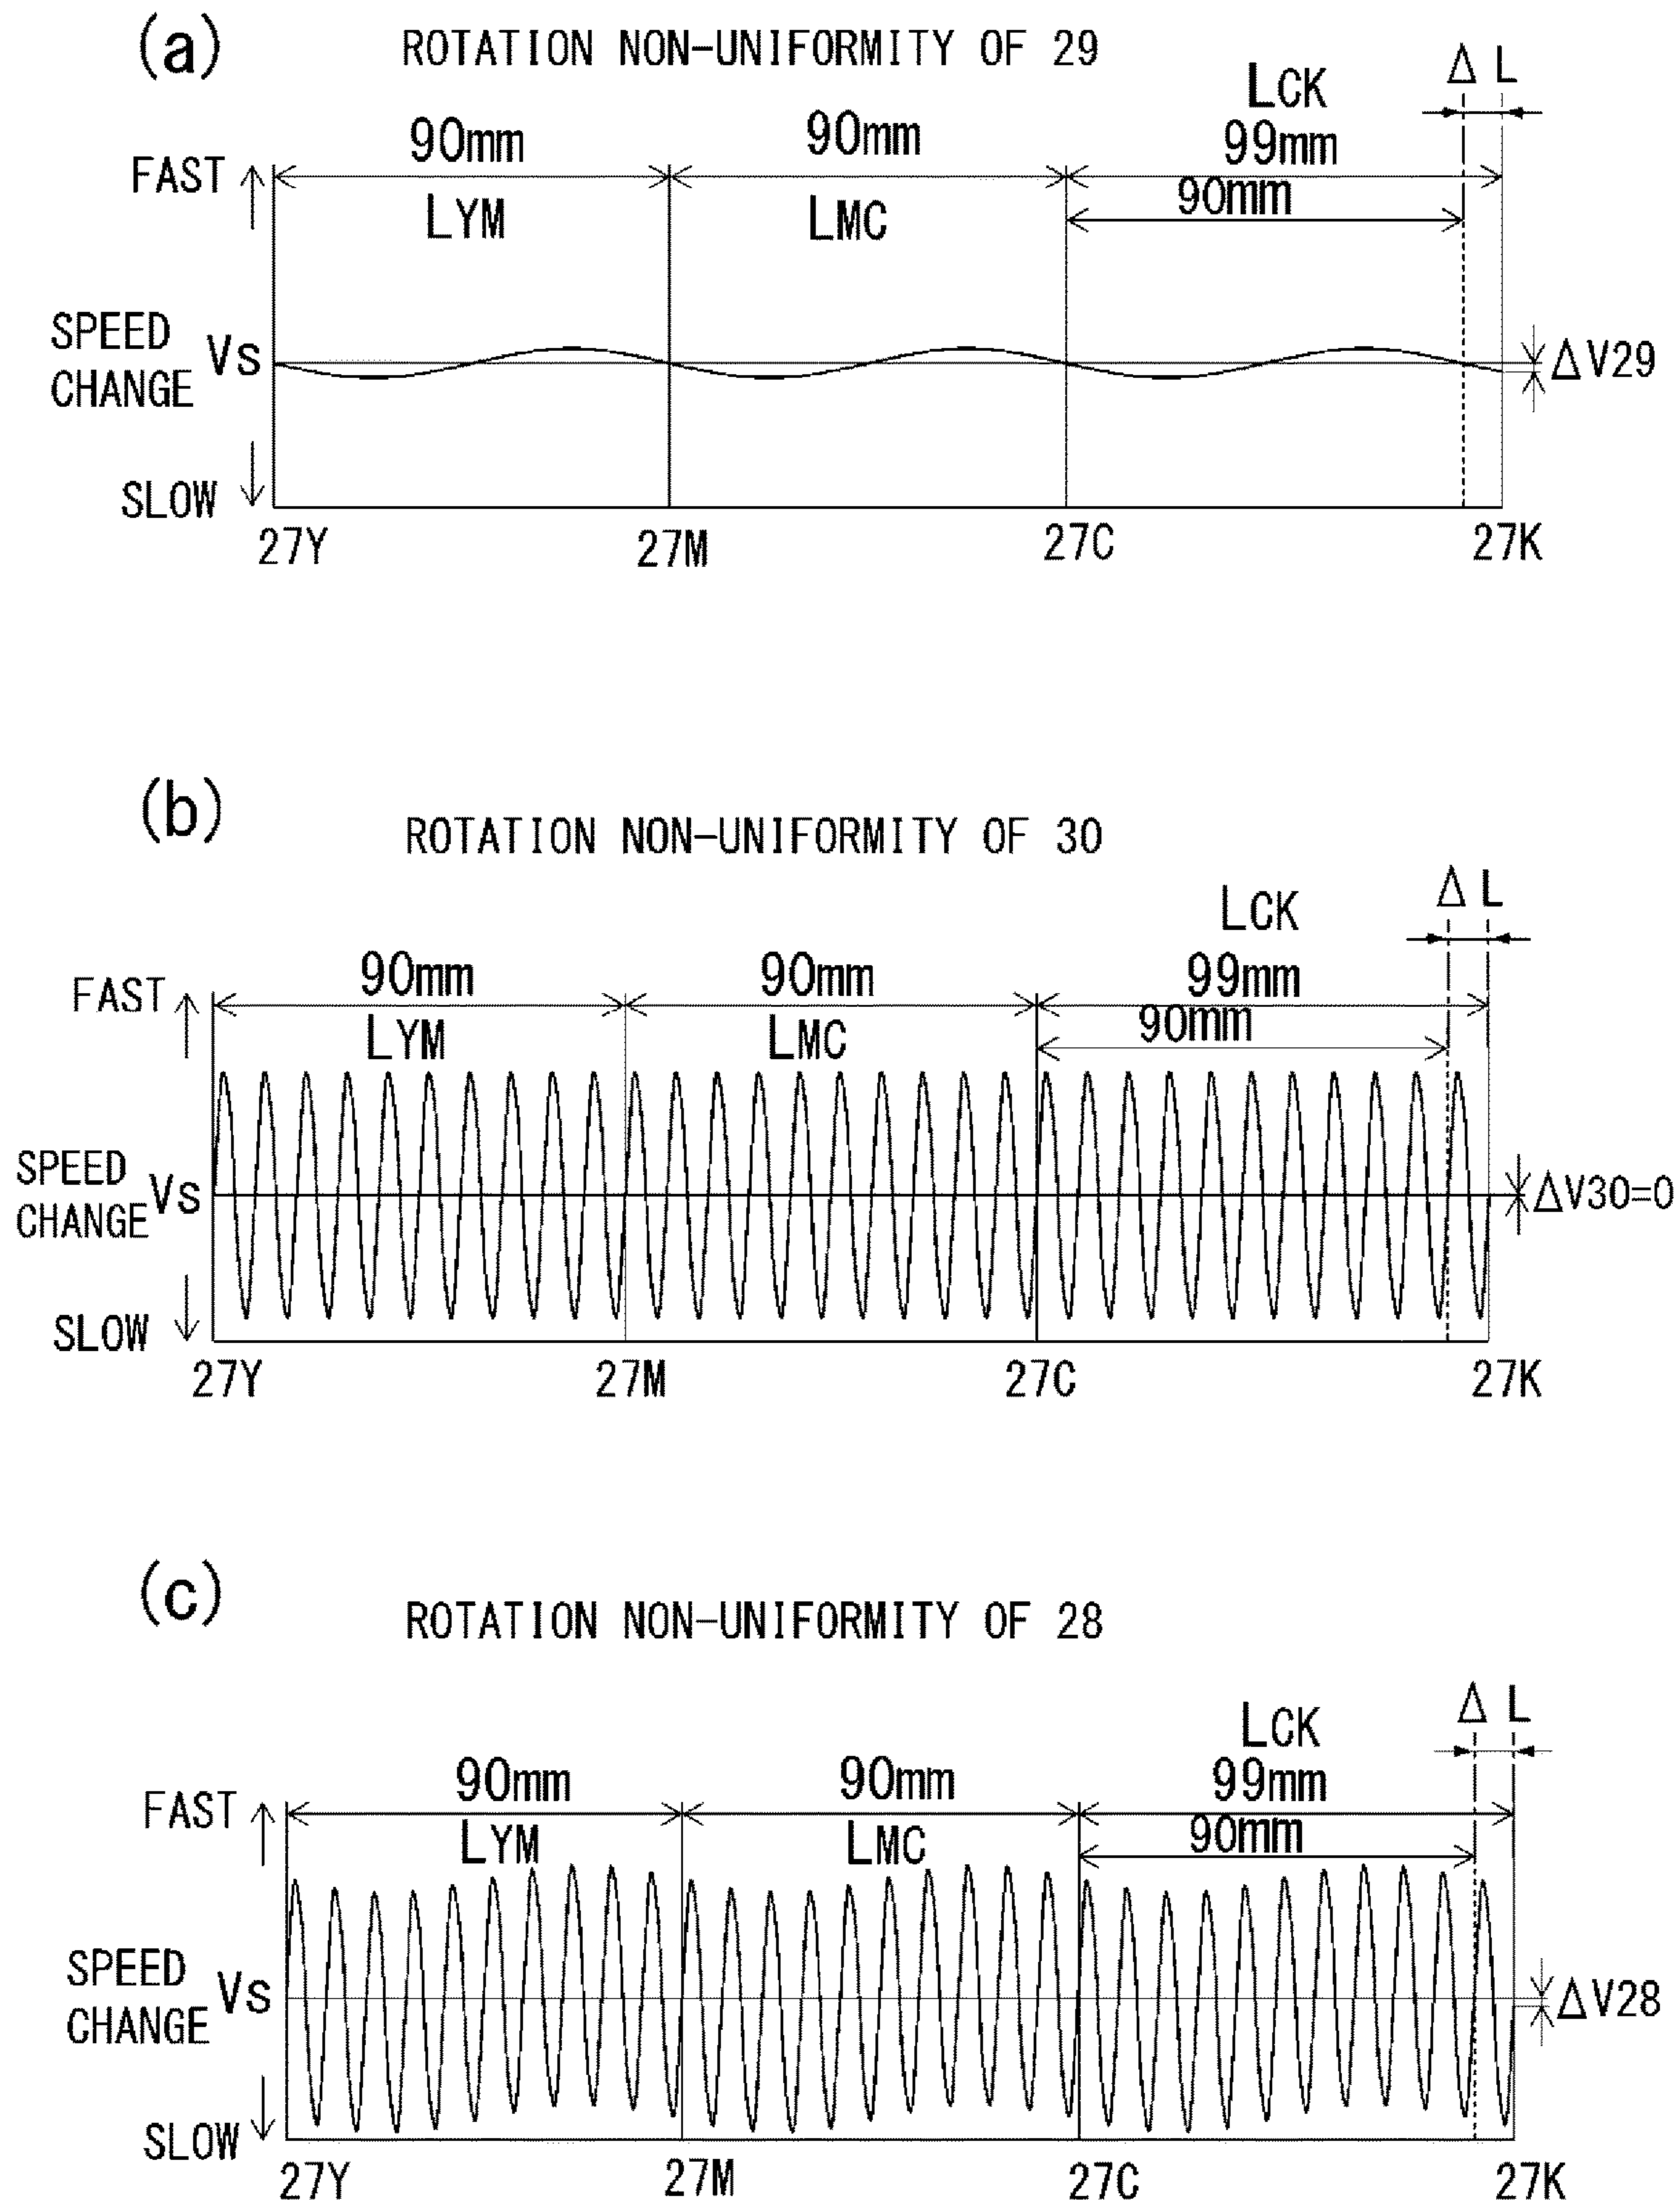 (a)
ROTATION NON-UNIFORMITY OF 29
Δ L
LCK
90mm
90mm
99mm
FAST
90mm
LYM
LMC
SPEED
CHANGE
Vs
ΔV29
SLOW
27Y
27M
27C
27K
(b)
ROTATION NON-UNIFORMITY OF 30
Δ L
LCK
90mm
90mm
99mm
FAST
90mm
LYM
LMC
SPEED
CHANGE
Vs
ΔV30=0
SLOW
27Y
27M
27C
27K
(c)
ROTATION NON-UNIFORMITY OF 28
Δ L
LCK
90mm
90mm
99mm
FAST
90mm
LYM
LMC
SPEED
CHANGE
Vs
ΔV28
SLOW
27Y
27M
27C
27K